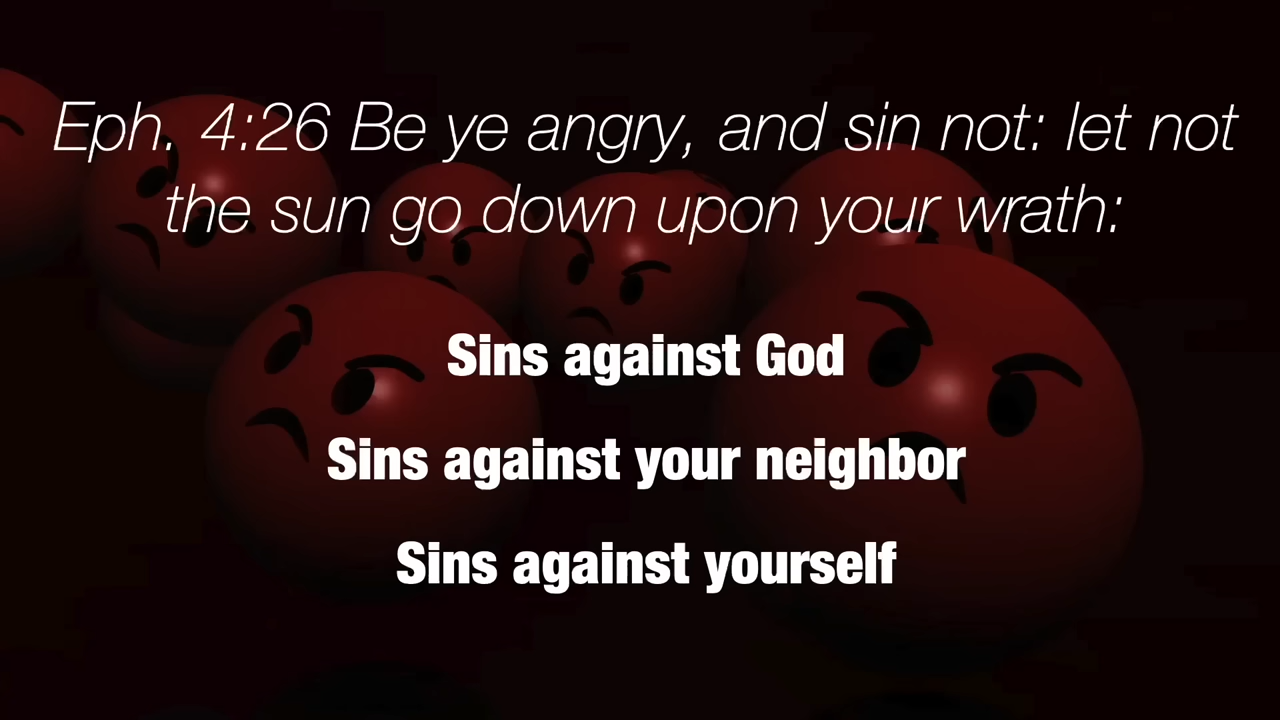 Eph. 4:26 Be ye angry, and sin not: let not
the sun go down upon your wrath:
Sins against God
Sins against your neighbor
Sins against yourself